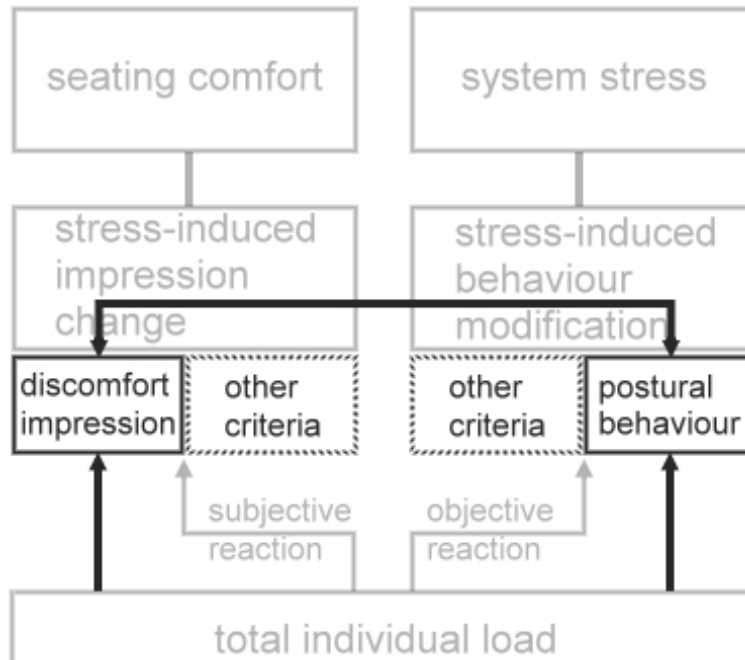 seating comfort
system stress
stress-induced
impression
change
stress-induced
behaviour
modification
discomfort
impression
other
criteria
other
criteria
postural
behaviour
subjective
reaction
objective
reaction
total individual load